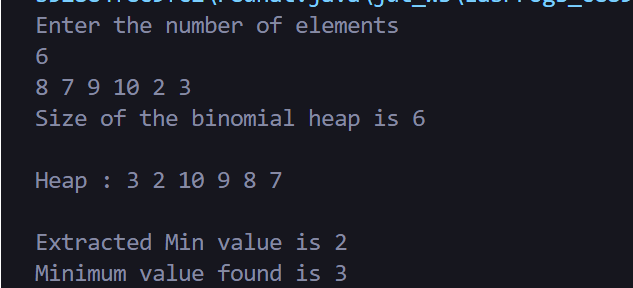 Enter the number of elements
6
8 7 9 10 2 3
Size of the binomial heap is 6
Heap : 3 2 10 9 8 7
Extracted Min value is 2
Minimum value found is 3